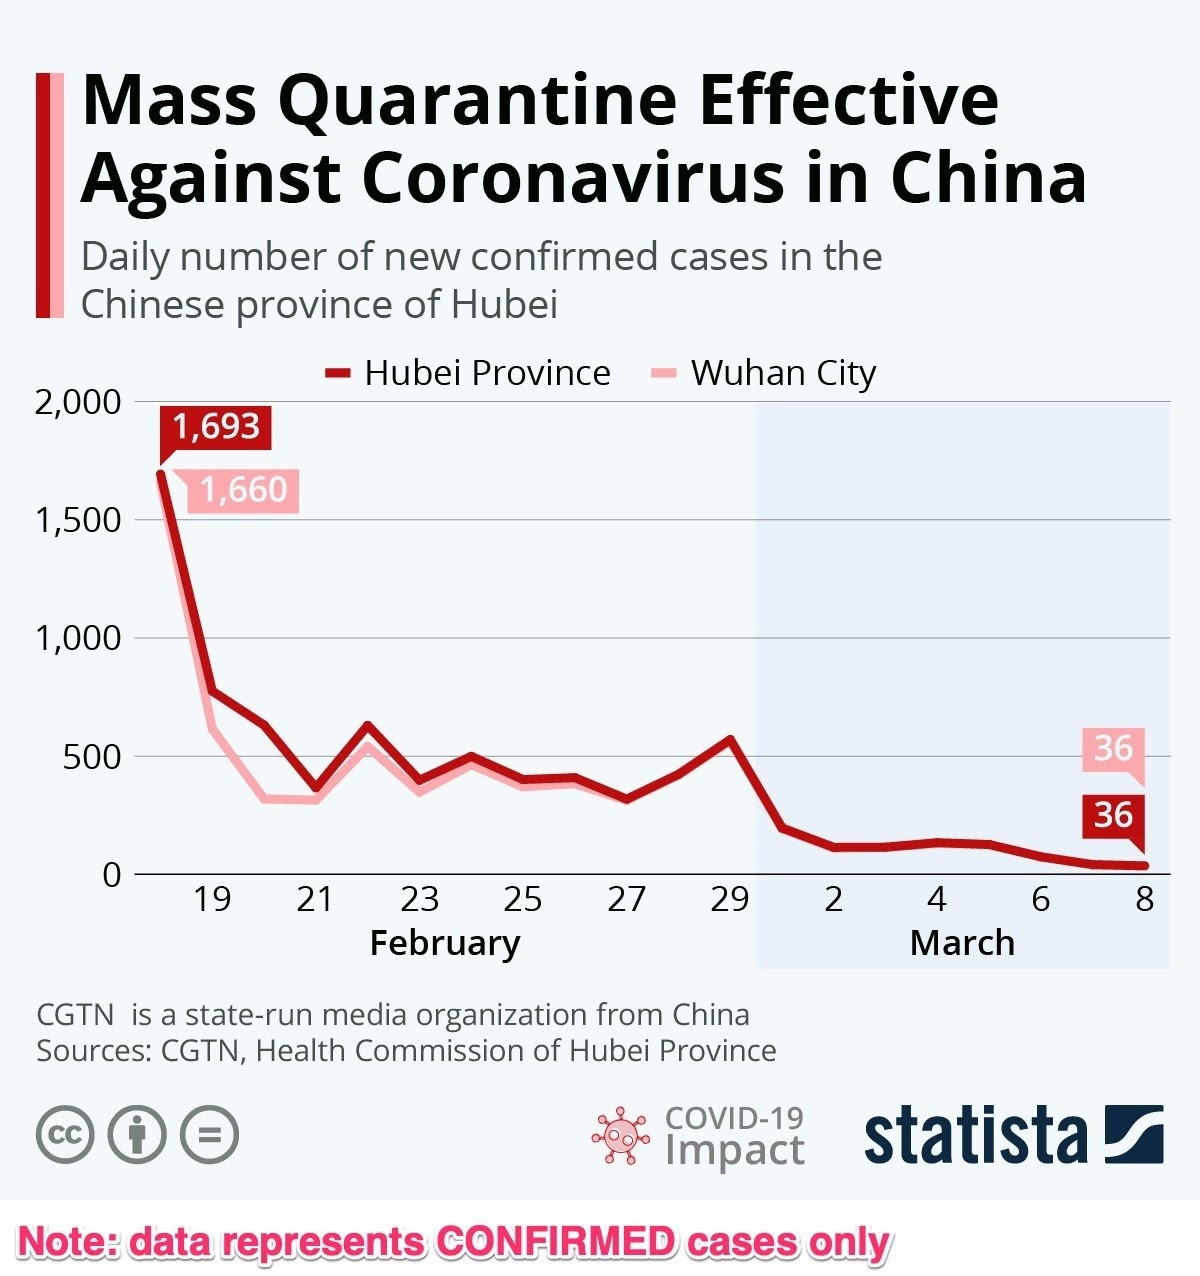 Mass Quarantine Effective
Against Coronavirus in China
Daily number of new confirmed cases in the
Chinese province of Hubei
Hubei Province Wuhan City
2,000
1,693
1,660
1,500
1,000
500
36
36
0
19 21 23 25 27 29 2 4 6 8
February March
CGTN  is a state-run media organization from China
Sources: CGTN, Health Commission of Hubei Province
cc =
COVID-19
Impact
statista
Note: data represents CONFIRMED cases only